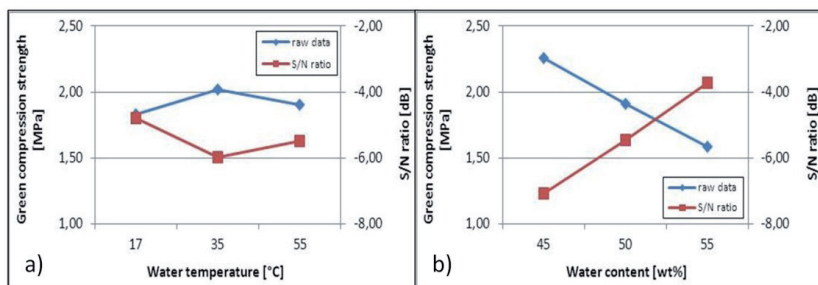 2,50
2,00
1,50
1,00
Green compression strength
[MPa]
raw data
S/N ratio
-2,00
-4,00
-6,00
-8,00
S/N ratio [dB]
17 35 55
Water temperature [°C]
a)
2,50
2,00
1,50
1,00
Green compression strength
[MPa]
raw data
S/N ratio
-2,00
-4,00
-6,00
-8,00
S/N ratio [dB]
45 50 55
Water content [wt%]
b)